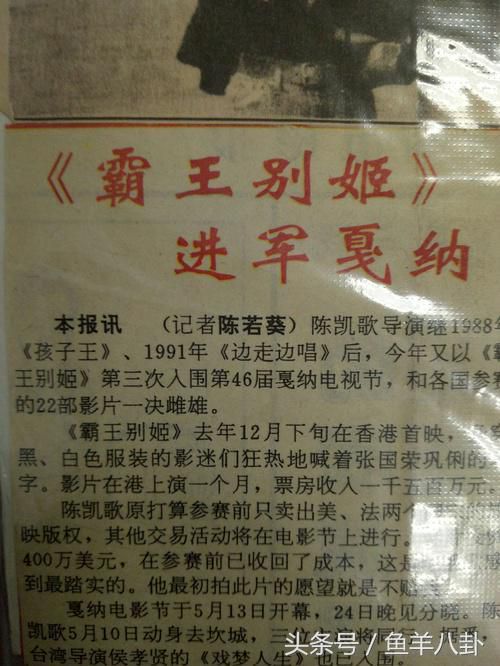 《霸王别姬》
进军戛纳
本报讯 （记者陈若葵）陈凯歌导演继1988年
《孩子王》、1991年《边走边唱》后，今年又以《霸
王别姬》第三次入围第46届戛纳电视节，和各国参
的22部影片一决雌雄。
《霸王别姬》去年12月下旬在香港首映，
黑、白色服装的影迷们狂热地喊着张国荣巩俐的
字。影片在港上演一个月，票房收入一千五百万元
陈凯歌原打算参赛前只卖出美、法两个
映版权，其他交易活动将在电影节上进行。
400万美元，在参赛前已收回了成本，这是
到最踏实的。他最初拍此片的愿望就是不赔
戛纳电影节于5月13日开幕，24日晚见分晓。陈
凯歌5月10日动身去坎城，三位主演将同
台湾导演侯孝贤的《戏梦人生》也已入围。
头条号／鱼羊八卦